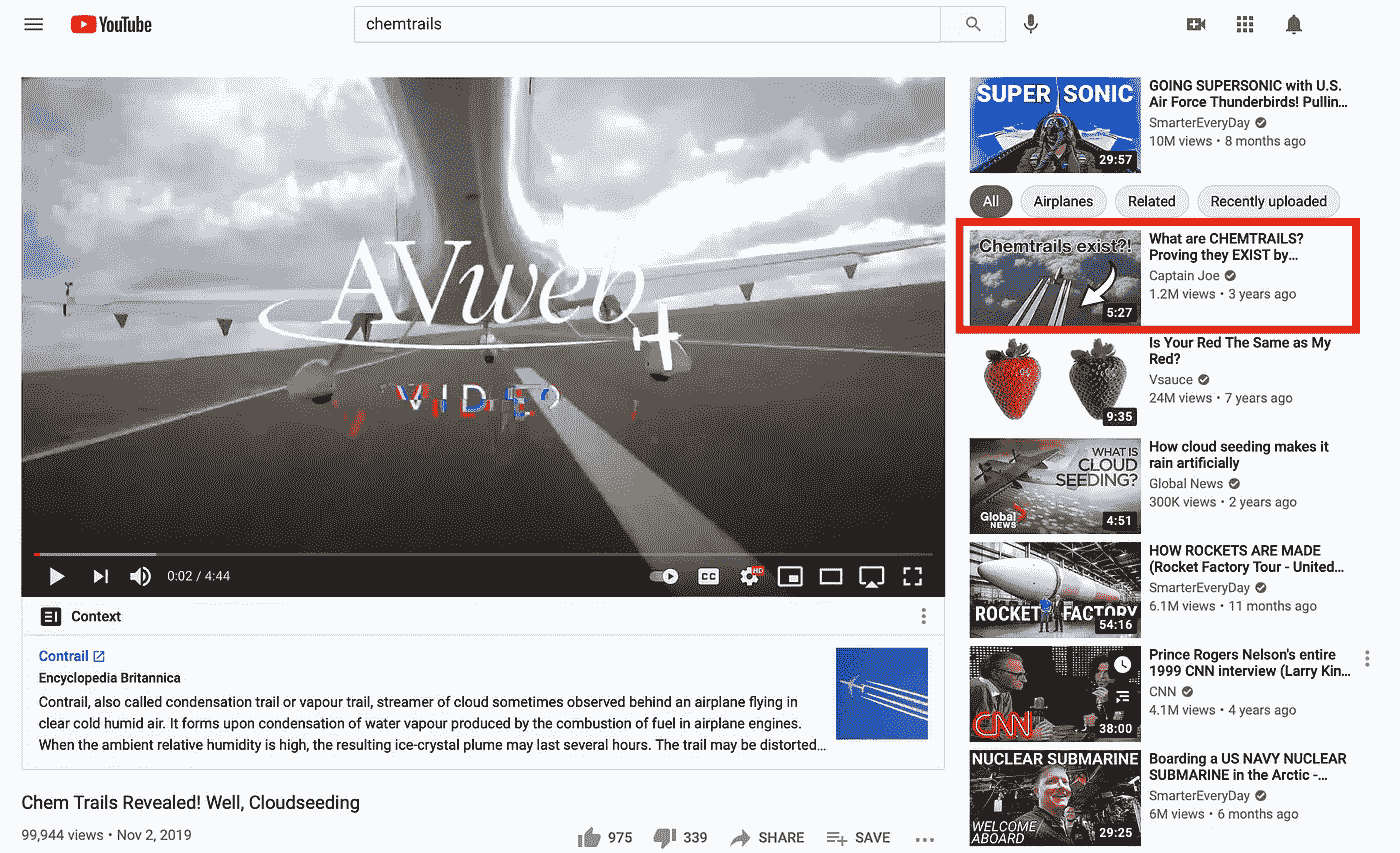 YouTube
chemtrails
AVweb
VIDEO
0:02 / 4:44
CC
HD
Context
Contrail
Encyclopedia Britannica
Contrail, also called condensation trail or vapour trail, streamer of cloud sometimes observed behind an airplane flying in
clear cold humid air. It forms upon condensation of water vapour produced by the combustion of fuel in airplane engines.
When the ambient relative humidity is high, the resulting ice-crystal plume may last several hours. The trail may be distorted...
Chem Trails Revealed! Well, Cloudseeding
99,944 views • Nov 2, 2019
975
339
SHARE
SAVE
SUPER SONIC
29:57
GOING SUPERSONIC with U.S.
Air Force Thunderbirds! Pullin...
SmarterEveryDay
10M views • 8 months ago
All
Airplanes
Related
Recently uploaded
Chemtrails exist?!
5:27
What are CHEMTRAILS?
Proving they EXIST by...
Captain Joe
1.2M views • 3 years ago
9:35
Is Your Red The Same as My
Red?
Vsauce
24M views • 7 years ago
WHAT IS
CLOUD
SEEDING?
Global
NEWS
4:51
How cloud seeding makes it
rain artificially
Global News
300K views • 2 years ago
ROCKET FACTORY
54:16
HOW ROCKETS ARE MADE
(Rocket Factory Tour - United...
SmarterEveryDay
6.1M views • 11 months ago
CNN
38:00
Prince Rogers Nelson's entire
1999 CNN interview (Larry Kin...
CNN
4.1M views • 4 years ago
NUCLEAR SUBMARINE
WELCOME
ABOARD
29:25
Boarding a US NAVY NUCLEAR
SUBMARINE in the Arctic -...
SmarterEveryDay
6M views • 6 months ago